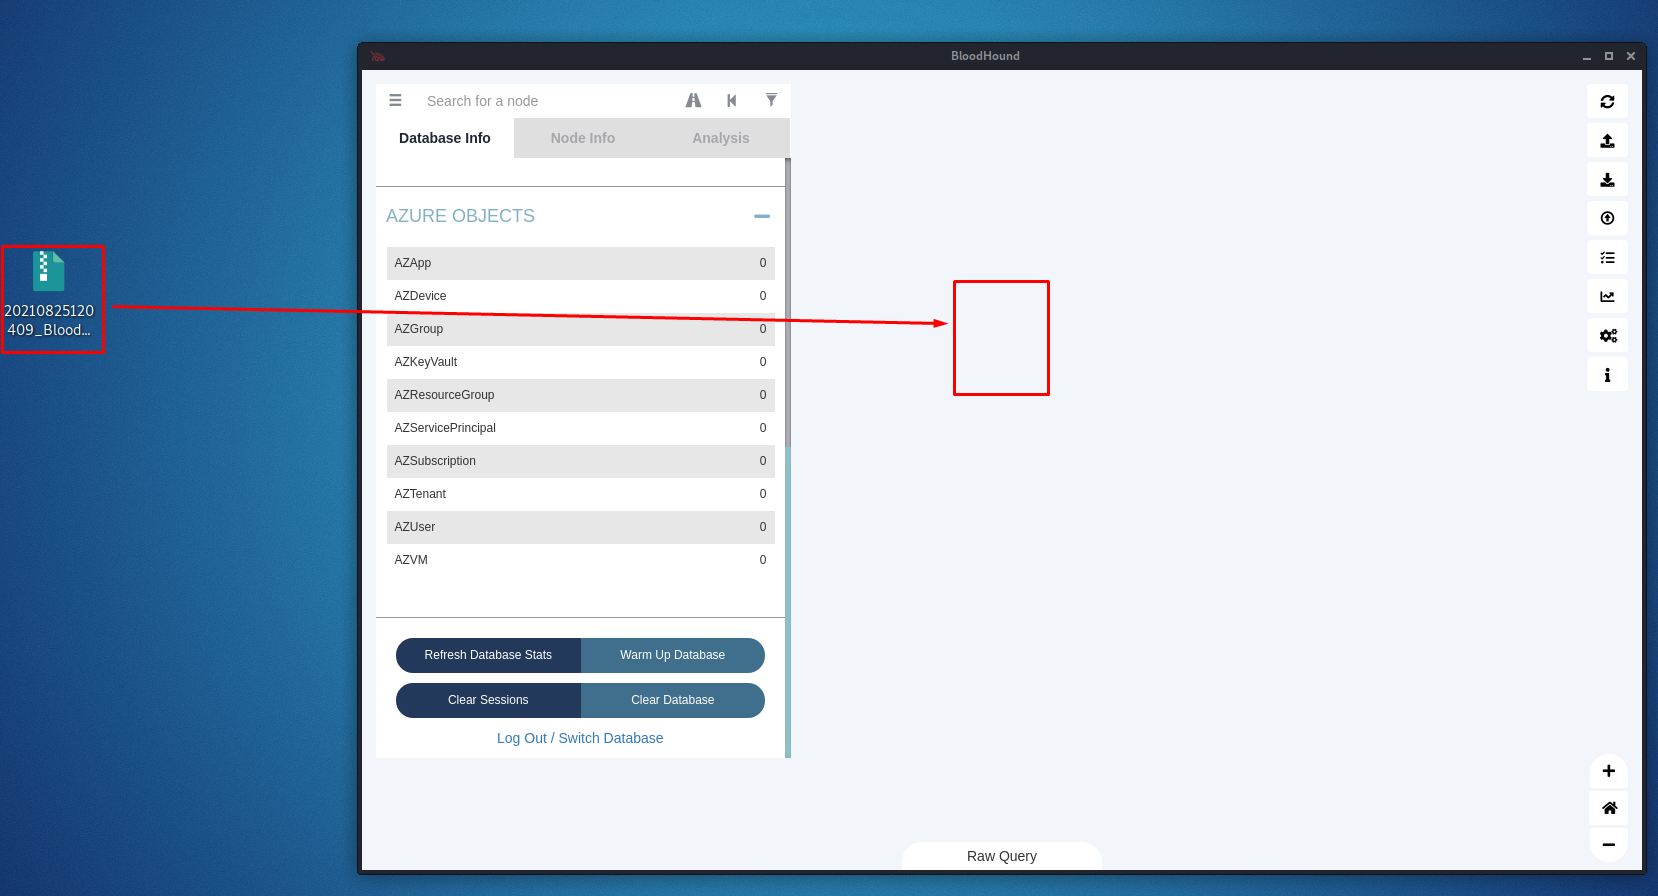 BloodHound
Search for a node
Database Info Node Info Analysis
AZURE OBJECTS
AZApp 0
AZDevice 0
AZGroup 0
AZKeyVault 0
AZResourceGroup 0
AZServicePrincipal 0
AZSubscription 0
AZTenant 0
AZUser 0
AZVM 0
Refresh Database Stats Warm Up Database
Clear Sessions Clear Database
Log Out / Switch Database
20210825120
409_Blood...
Raw Query